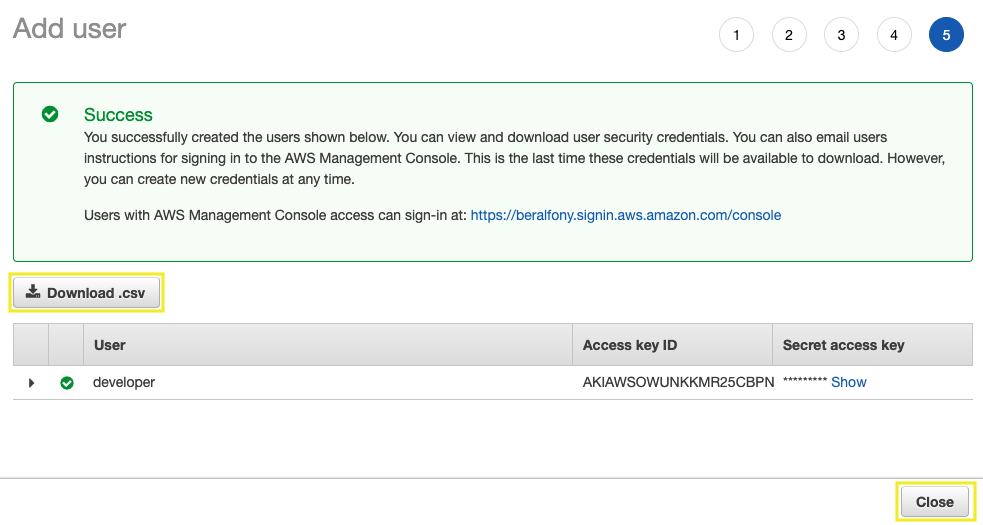 Add user
1 2 3 4 5
Success
You successfully created the users shown below. You can view and download user security credentials. You can also email users
instructions for signing in to the AWS Management Console. This is the last time these credentials will be available to download. However,
you can create new credentials at any time.
Users with AWS Management Console access can sign-in at: https://beralfony.signin.aws.amazon.com/console
Download .csv
User Access key ID Secret access key
developer AKIAWSOWUNKKMR25CBPN ********* Show
Close